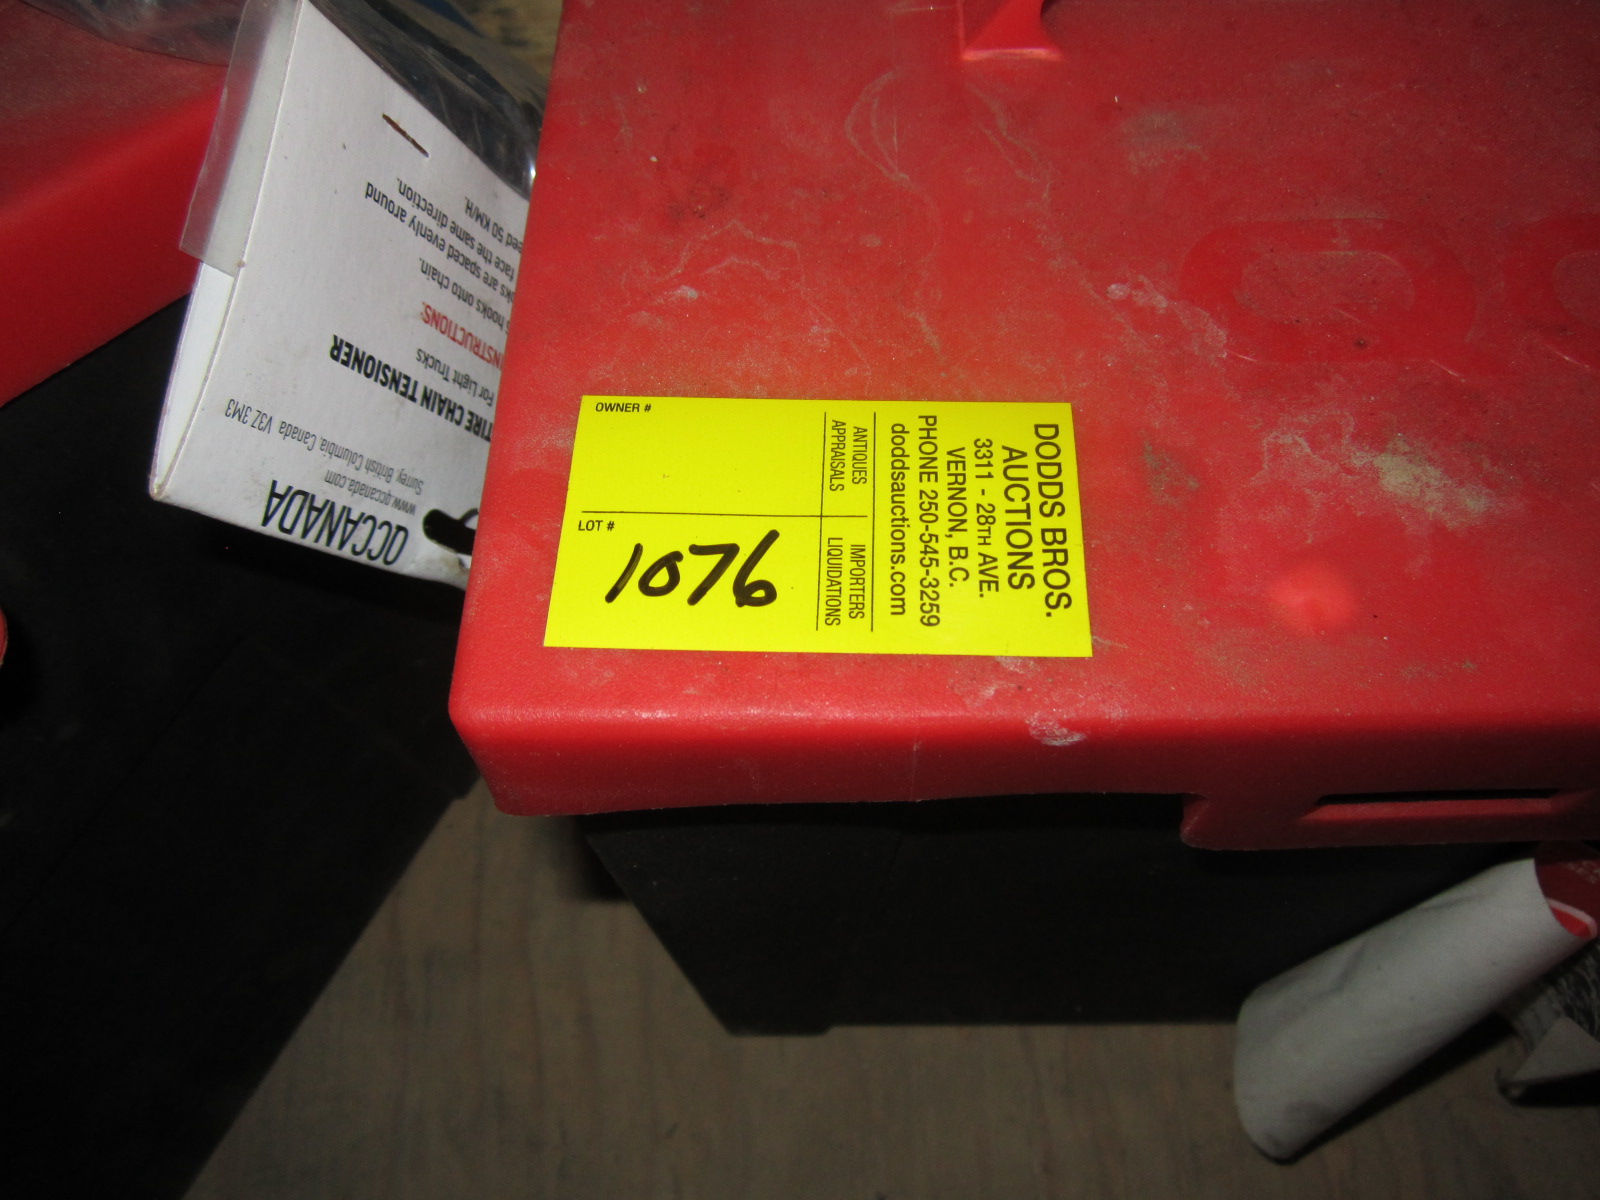 OWNER #
LOT #
1076
DODDS BROS.
AUCTIONS
3311 - 28TH AVE.
VERNON, B.C.
PHONE 250-545-3259
doddsauctions.com
ANTIQUES IMPORTERS
APPRAISALS LIQUIDATIONS
QCCANADA
www.qccanada.com
Surrey, British Columbia, Canada V3Z 3M3
TIRE CHAIN TENSIONER
For Light Trucks
INSTRUCTIONS:
hooks onto chain.
are spaced evenly around
face the same direction.
50 KM/H.